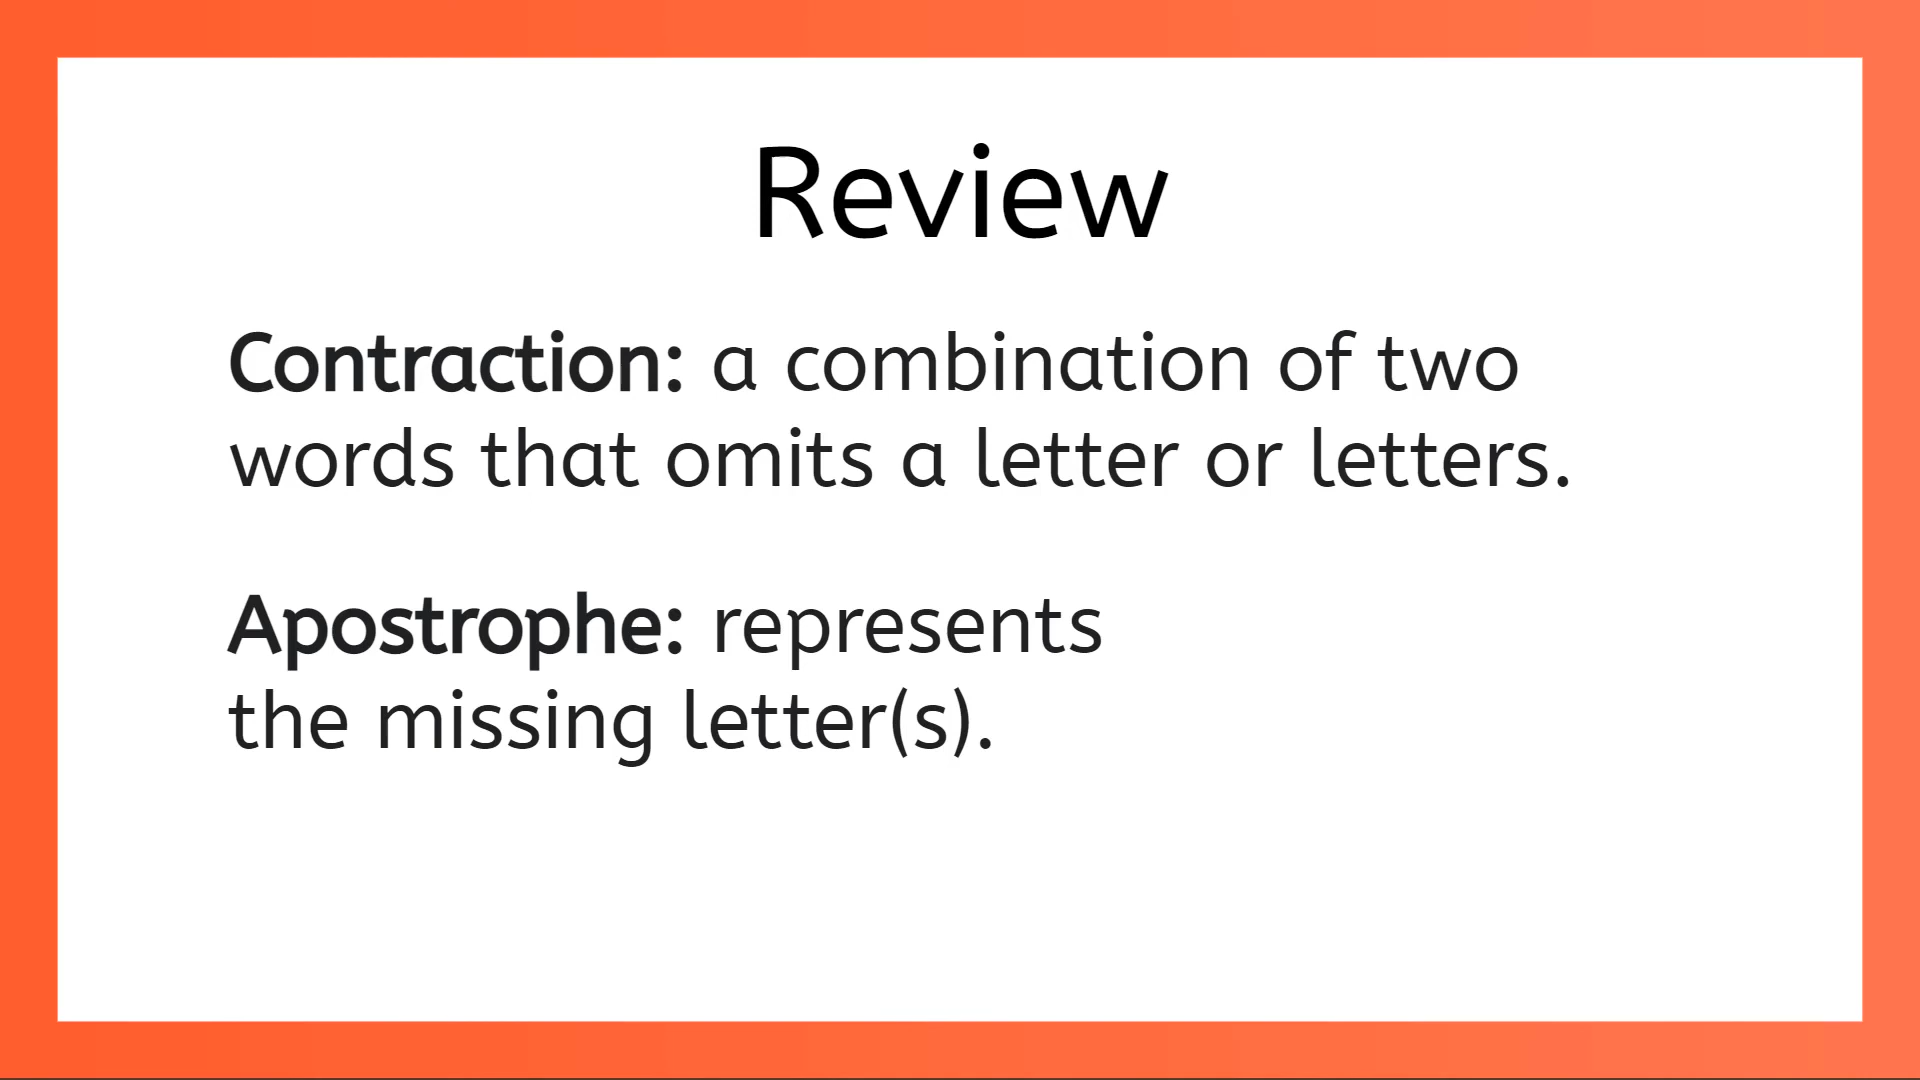 Review
Contraction: a combination of two
words that omits a letter or letters.
Apostrophe: represents
the missing letter(s).